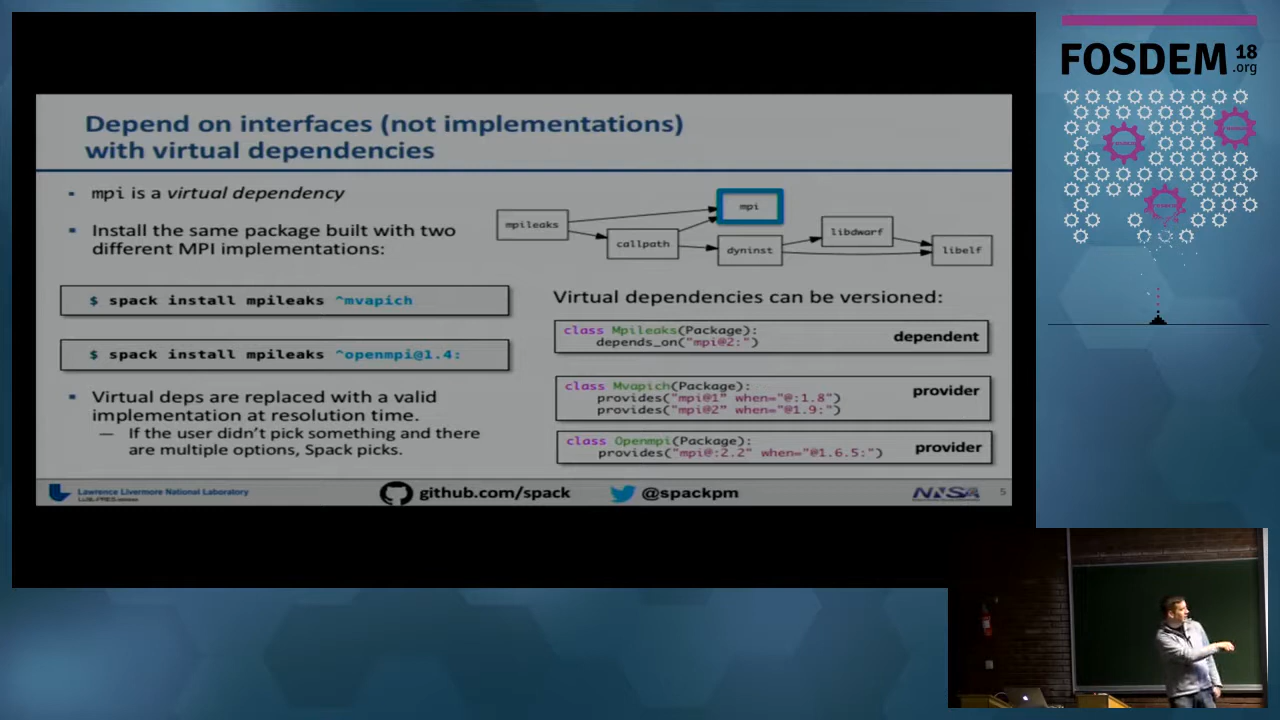 FOSDEM 18
.org
Depend on interfaces (not implementations)
with virtual dependencies
▪ mpi is a virtual dependency
▪ Install the same package built with two
different MPI implementations:
$ spack install mpileaks ^mvapich
$ spack install mpileaks ^openmpi@1.4:
▪ Virtual deps are replaced with a valid
implementation at resolution time.
— If the user didn't pick something and there
are multiple options, Spack picks.
mpileaks
mpi
callpath
dyninst
libdwarf
libelf
Virtual dependencies can be versioned:
class Mpileaks(Package):
depends_on("mpi@2:")
dependent
class Mvapich(Package):
provides("mpi@1" when="@:1.8")
provides("mpi@2" when="@1.9:")
provider
class Openmpi(Package):
provides("mpi@:2.2" when="@1.6.5:")
provider
Lawrence Livermore National Laboratory
github.com/spack
@spackpm
NNSA
5